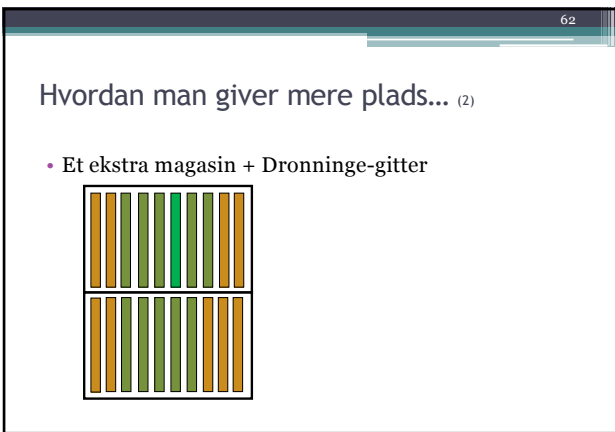 62
Hvordan man giver mere plads... (2)
• Et ekstra magasin + Dronninge-gitter